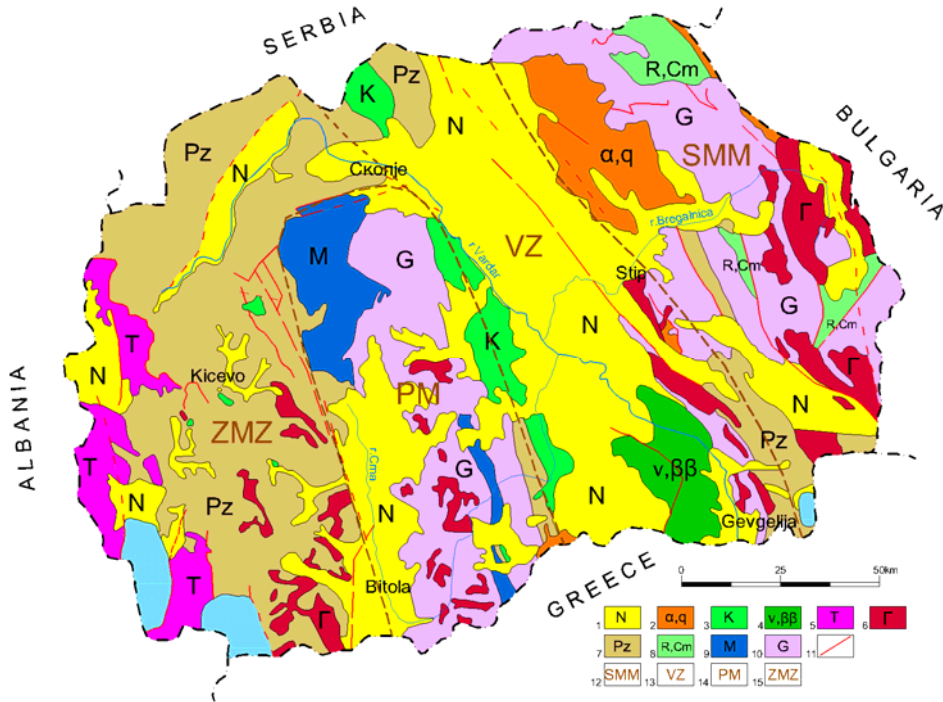 SERBIA
Pz
R,Cm
K
N
G
BULGARIA
Pz
α,q
SMM
N
Скопје
Γ
r.Bregalnica
M
G
r.Vardar
VZ
R,Cm
Stip
G
T
N
R,Cm
K
N
Kicevo
PM
Γ
ALBANIA
ZMZ
N
r.Crna
Pz
T
G
ν,ββ
Pz
N
N
N
Gevgelija
T
Bitola
GREECE
0 25 50km
Γ
1 N 2 α,q 3 K 4 ν,ββ 5 T 6 Γ
7 Pz 8 R,Cm 9 M 10 G 11
12 SMM 13 VZ 14 PM 15 ZMZ